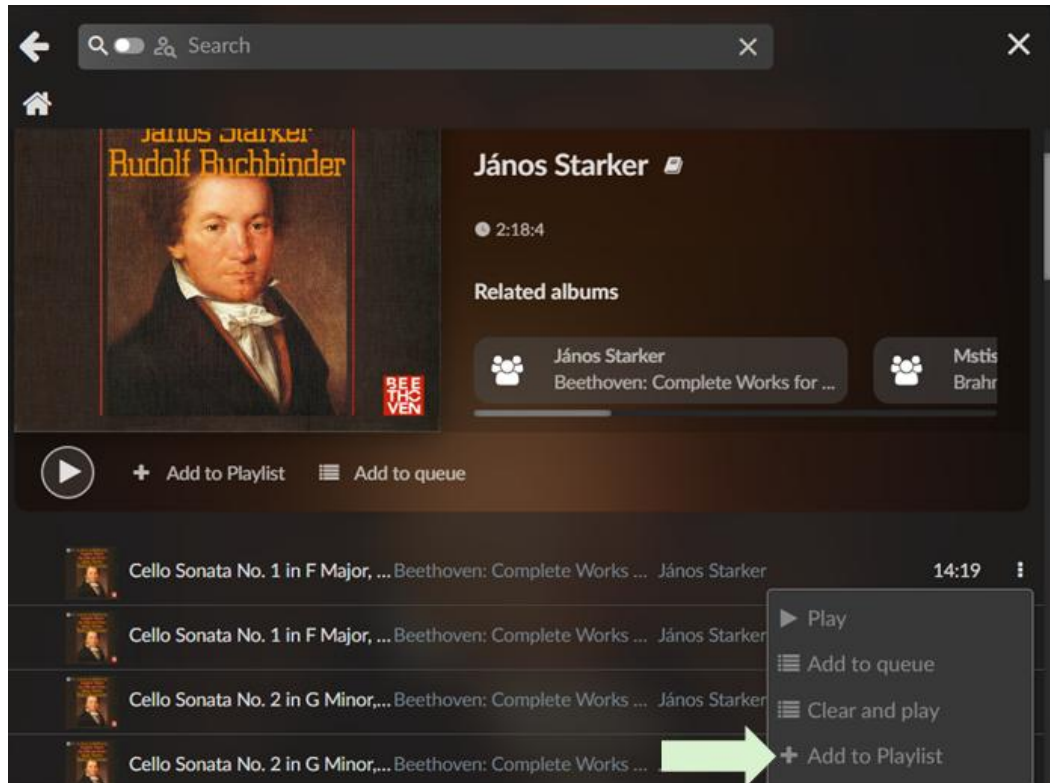 Search
János Starker
Rudolf Buchbinder
BEE
THO
VEN
János Starker
2:18:4
Related albums
János Starker
Beethoven: Complete Works for ...
Mstis
Brahr
Add to Playlist
Add to queue
Cello Sonata No. 1 in F Major, ... Beethoven: Complete Works ... János Starker 14:19
Play
Cello Sonata No. 1 in F Major, ... Beethoven: Complete Works ... János Starker
Add to queue
Cello Sonata No. 2 in G Minor,... Beethoven: Complete Works ... János Starker
Clear and play
Cello Sonata No. 2 in G Minor,... Beethoven: Complete Works ...
Add to Playlist